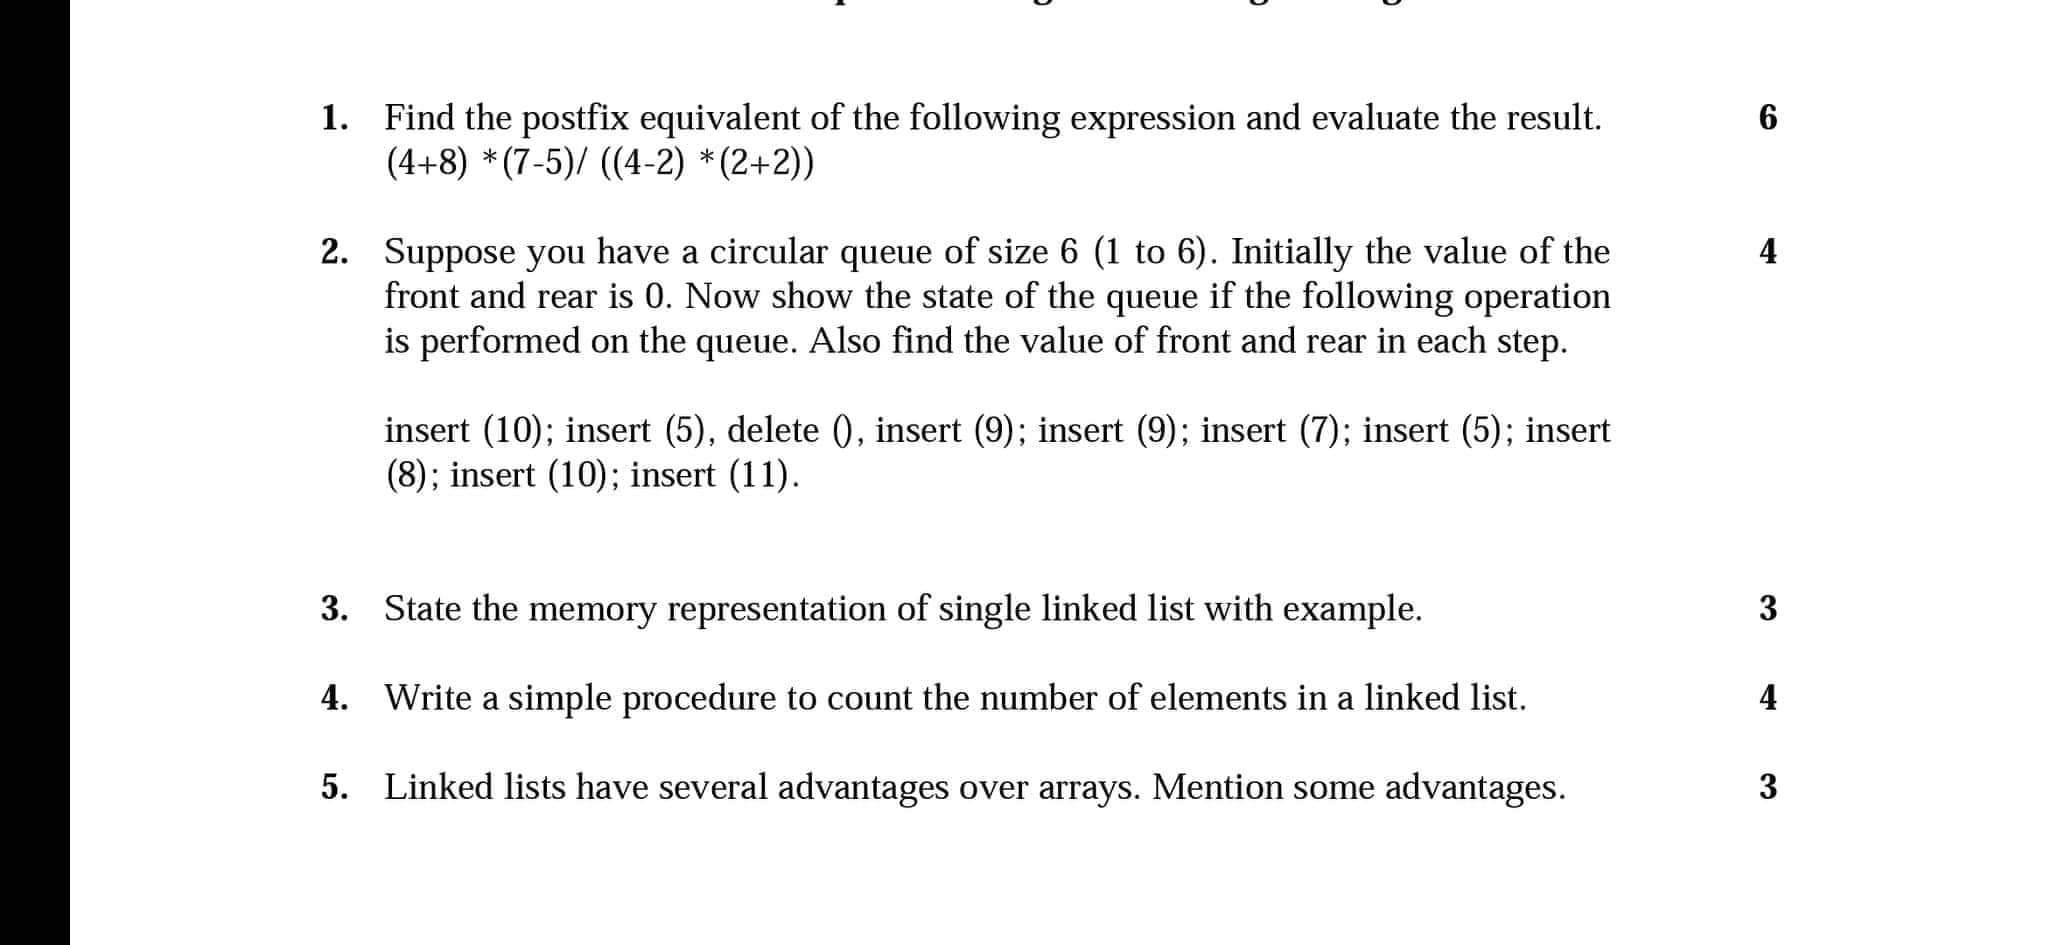 1. Find the postfix equivalent of the following expression and evaluate the result. 6
(4+8) *(7-5)/ ((4-2) *(2+2))
2. Suppose you have a circular queue of size 6 (1 to 6). Initially the value of the 4
front and rear is 0. Now show the state of the queue if the following operation
is performed on the queue. Also find the value of front and rear in each step.
insert (10); insert (5), delete (), insert (9); insert (9); insert (7); insert (5); insert
(8); insert (10); insert (11).
3. State the memory representation of single linked list with example. 3
4. Write a simple procedure to count the number of elements in a linked list. 4
5. Linked lists have several advantages over arrays. Mention some advantages. 3